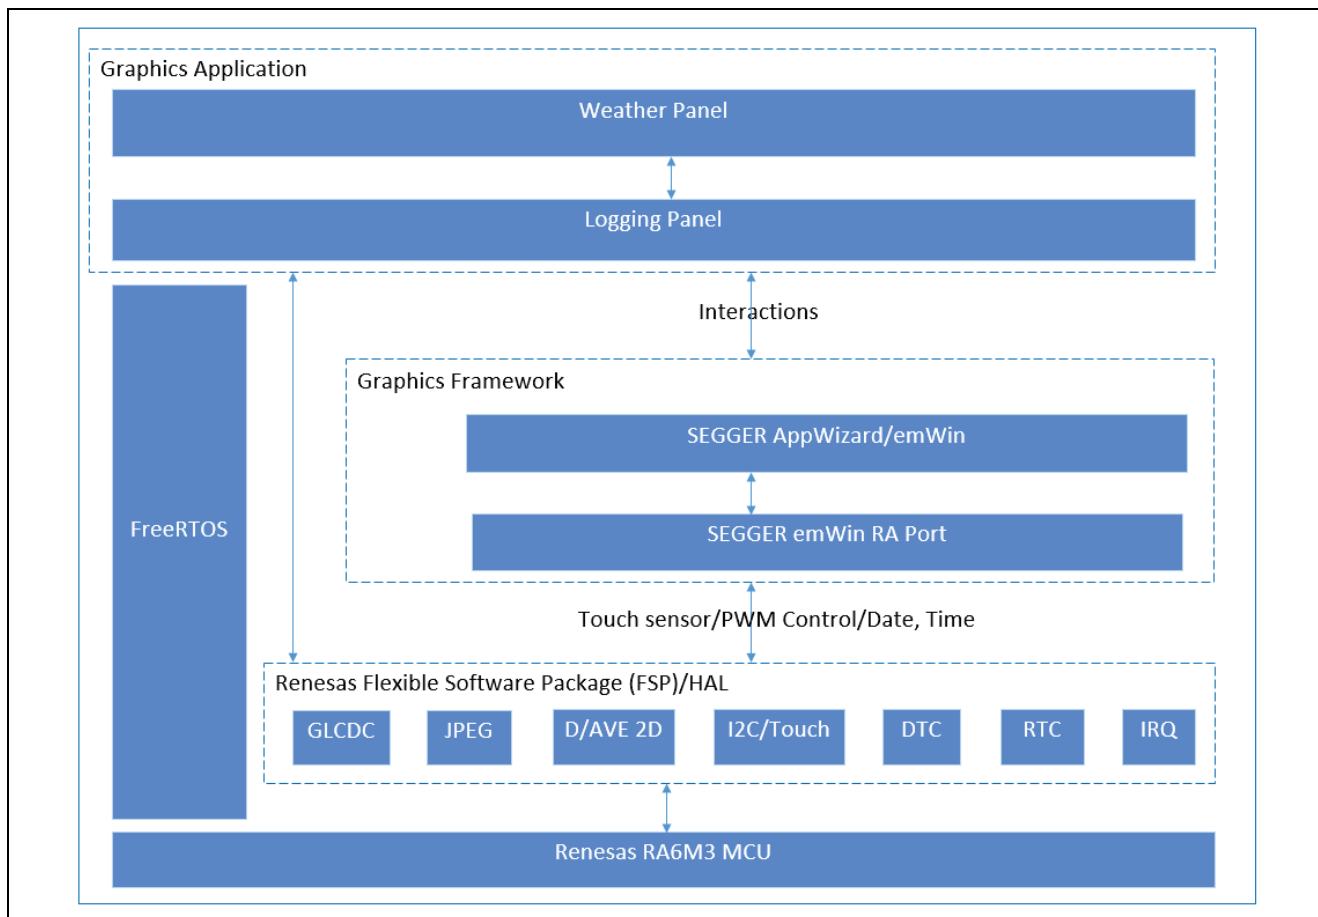 Graphics Application
Weather Panel
Logging Panel
Interactions
Graphics Framework
SEGGER AppWizard/emWin
FreeRTOS
SEGGER emWin RA Port
Touch sensor/PWM Control/Date, Time
Renesas Flexible Software Package (FSP)/HAL
GLCDC
JPEG
D/AVE 2D
I2C/Touch
DTC
RTC
IRQ
Renesas RA6M3 MCU